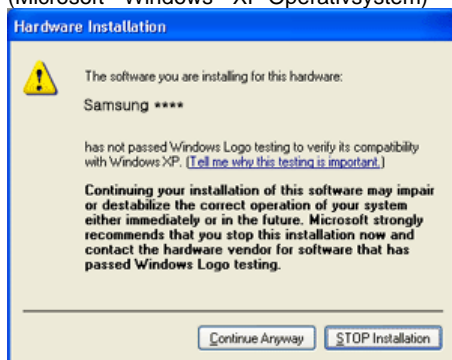 (Microsoft Windows XP Operativsystem)
Hardware Installation
The software you are installing for this hardware:
Samsung ****
has not passed Windows Logo testing to verify its compatibility
with Windows XP. (Tell me why this testing is important.)
Continuing your installation of this software may impair
or destabilize the correct operation of your system
either immediately or in the future. Microsoft strongly
recommends that you stop this installation now and
contact the hardware vendor for software that has
passed Windows Logo testing.
Continue Anyway
STOP Installation